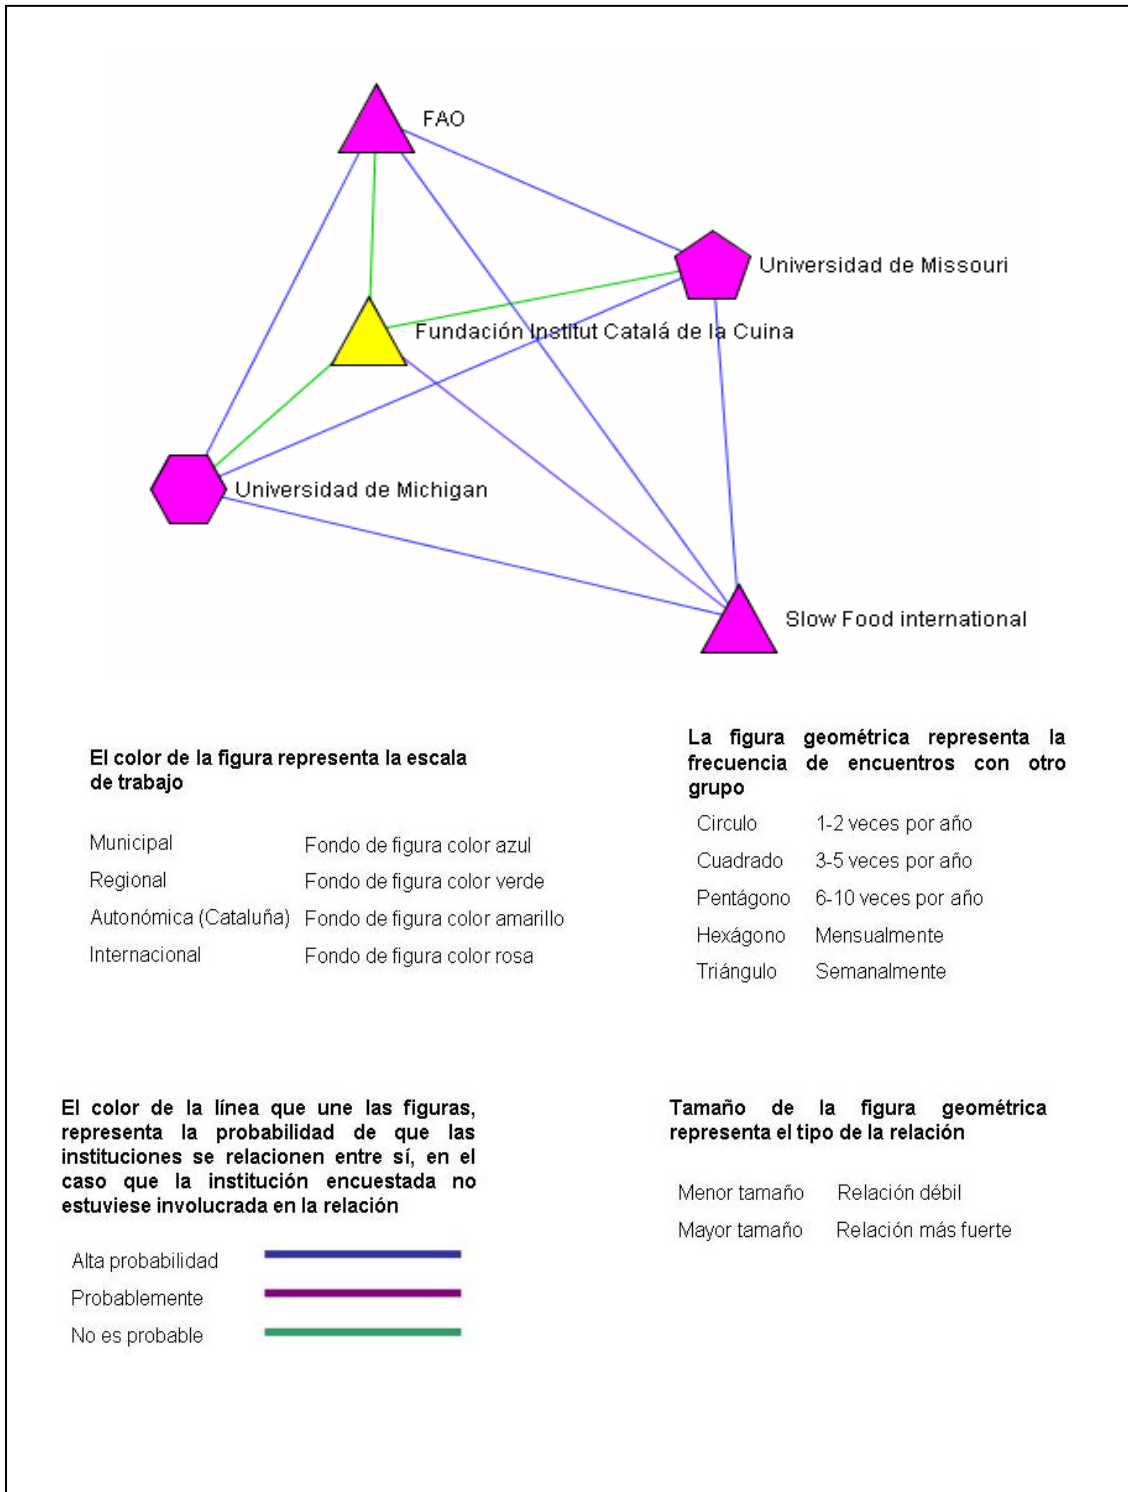 FAO
Universidad de Missouri
Fundación Institut Catalá de la Cuina
Universidad de Michigan
Slow Food international
El color de la figura representa la escala
de trabajo
Municipal Fondo de figura color azul
Regional Fondo de figura color verde
Autonómica (Cataluña) Fondo de figura color amarillo
Internacional Fondo de figura color rosa
La figura geométrica representa la
frecuencia de encuentros con otro
grupo
Circulo 1-2 veces por año
Cuadrado 3-5 veces por año
Pentágono 6-10 veces por año
Hexágono Mensualmente
Triángulo Semanalmente
El color de la línea que une las figuras,
representa la probabilidad de que las
instituciones se relacionen entre sí, en el
caso que la institución encuestada no
estuviese involucrada en la relación
Alta probabilidad
Probablemente
No es probable
Tamaño de la figura geométrica
representa el tipo de la relación
Menor tamaño Relación débil
Mayor tamaño Relación más fuerte